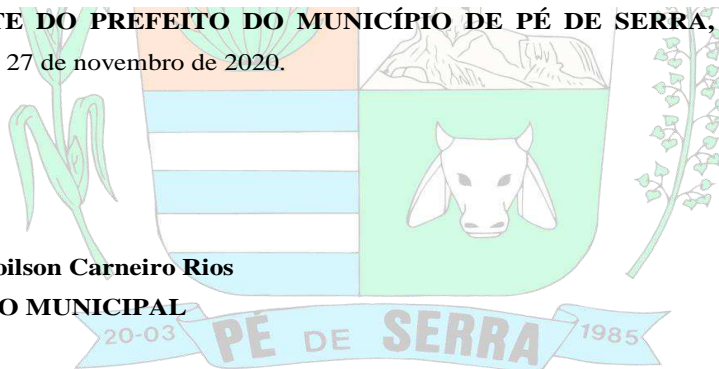 TE DO PREFEITO DO MUNICÍPIO DE PÉ DE SERRA,
27 de novembro de 2020.
oilson Carneiro Rios
O MUNICIPAL
20-03 PÉ DE SERRA 1985